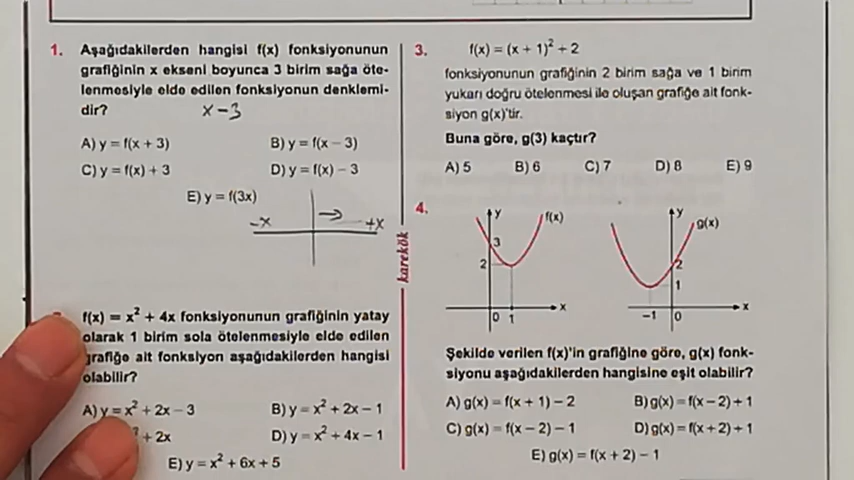 1. Aşağıdakilerden hangisi f(x) fonksiyonunun
grafiğinin x ekseni boyunca 3 birim sağa öte-
lenmesiyle elde edilen fonksiyonun denklemi-
dir?
x-3
A) y = f(x + 3)
B) y = f(x − 3)
C) y = f(x) + 3
D) y = f(x) − 3
E) y = f(3x)
-x
+x
f(x) = x² + 4x fonksiyonunun grafiğinin yatay
olarak 1 birim sola ötelenmesiyle elde edilen
grafiğe ait fonksiyon aşağıdakilerden hangisi
olabilir?
A) y = x² + 2x − 3
B) y = x² + 2x − 1
+ 2x
D) y = x² + 4x − 1
E) y = x² + 6x + 5
karekök
3. f(x) = (x + 1)² + 2
fonksiyonunun grafiğinin 2 birim sağa ve 1 birim
yukarı doğru ötelenmesi ile oluşan grafiğe ait fonk-
siyon g(x)'tir.
Buna göre, g(3) kaçtır?
A) 5
B) 6
C) 7
D) 8
E) 9
4.
y
f(x)
3
2
0
1
x
y
g(x)
2
1
−1
0
x
Şekilde verilen f(x)'in grafiğine göre, g(x) fonk-
siyonu aşağıdakilerden hangisine eşit olabilir?
A) g(x) = f(x + 1) − 2
B) g(x) = f(x − 2) + 1
C) g(x) = f(x − 2) − 1
D) g(x) = f(x + 2) + 1
E) g(x) = f(x + 2) − 1